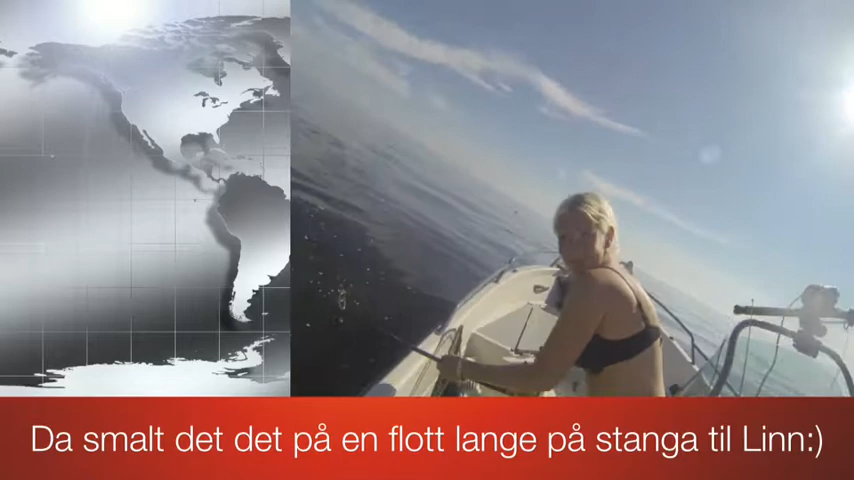 Da smalt det det på en flott lange på stanga til Linn:)